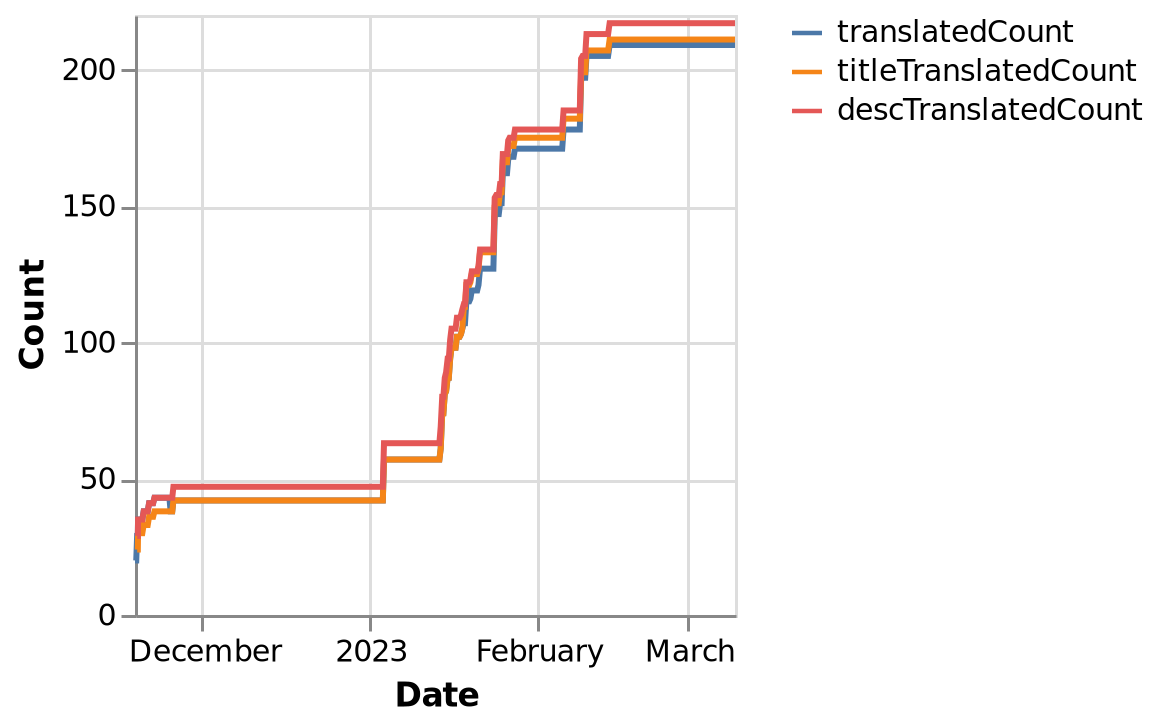 translatedCount
titleTranslatedCount
descTranslatedCount
200
150
100
50
0
Count
December 2023 February March
Date